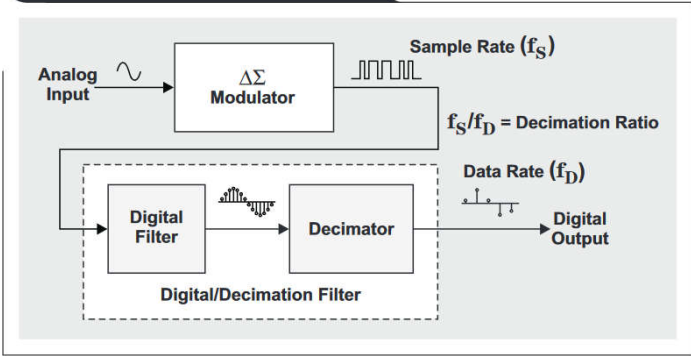 Sample Rate (fS)
Analog
Input
ΔΣ
Modulator
fS/fD = Decimation Ratio
Data Rate (fD)
Digital
Filter
Decimator
Digital
Output
Digital/Decimation Filter